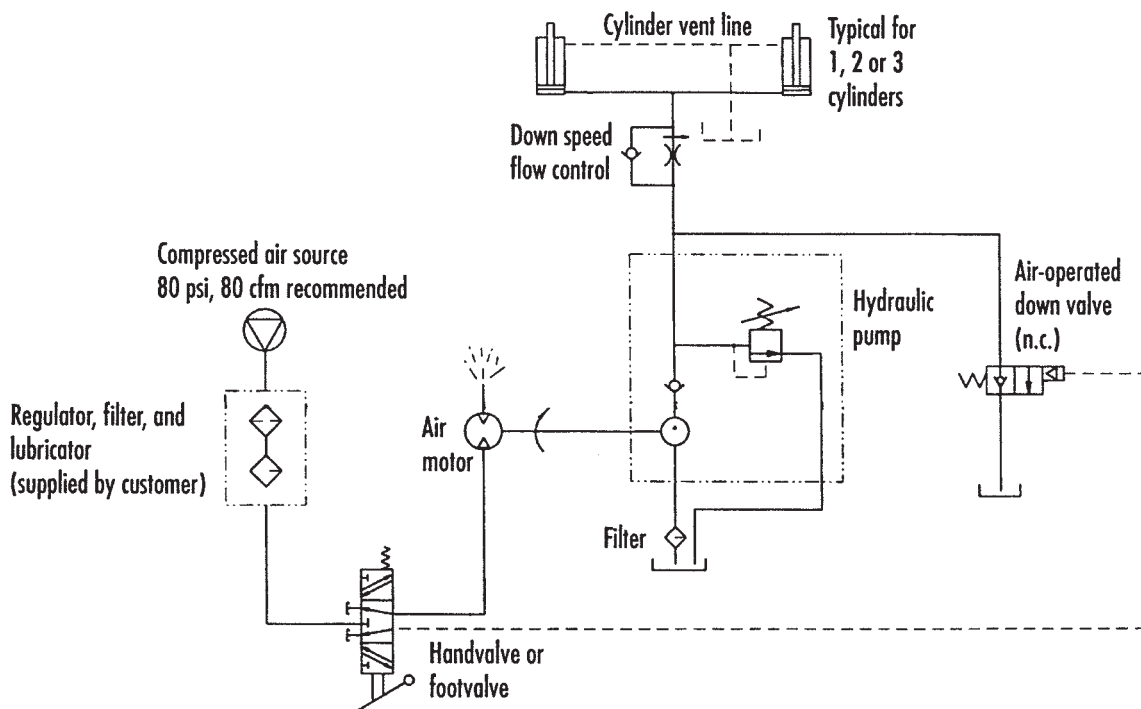 Cylinder vent line
Typical for
1, 2 or 3
cylinders
Down speed
flow control
Compressed air source
80 psi, 80 cfm recommended
Hydraulic
pump
Air-operated
down valve
(n.c.)
Regulator, filter, and
lubricator
(supplied by customer)
Air
motor
Filter
Handvalve or
footvalve